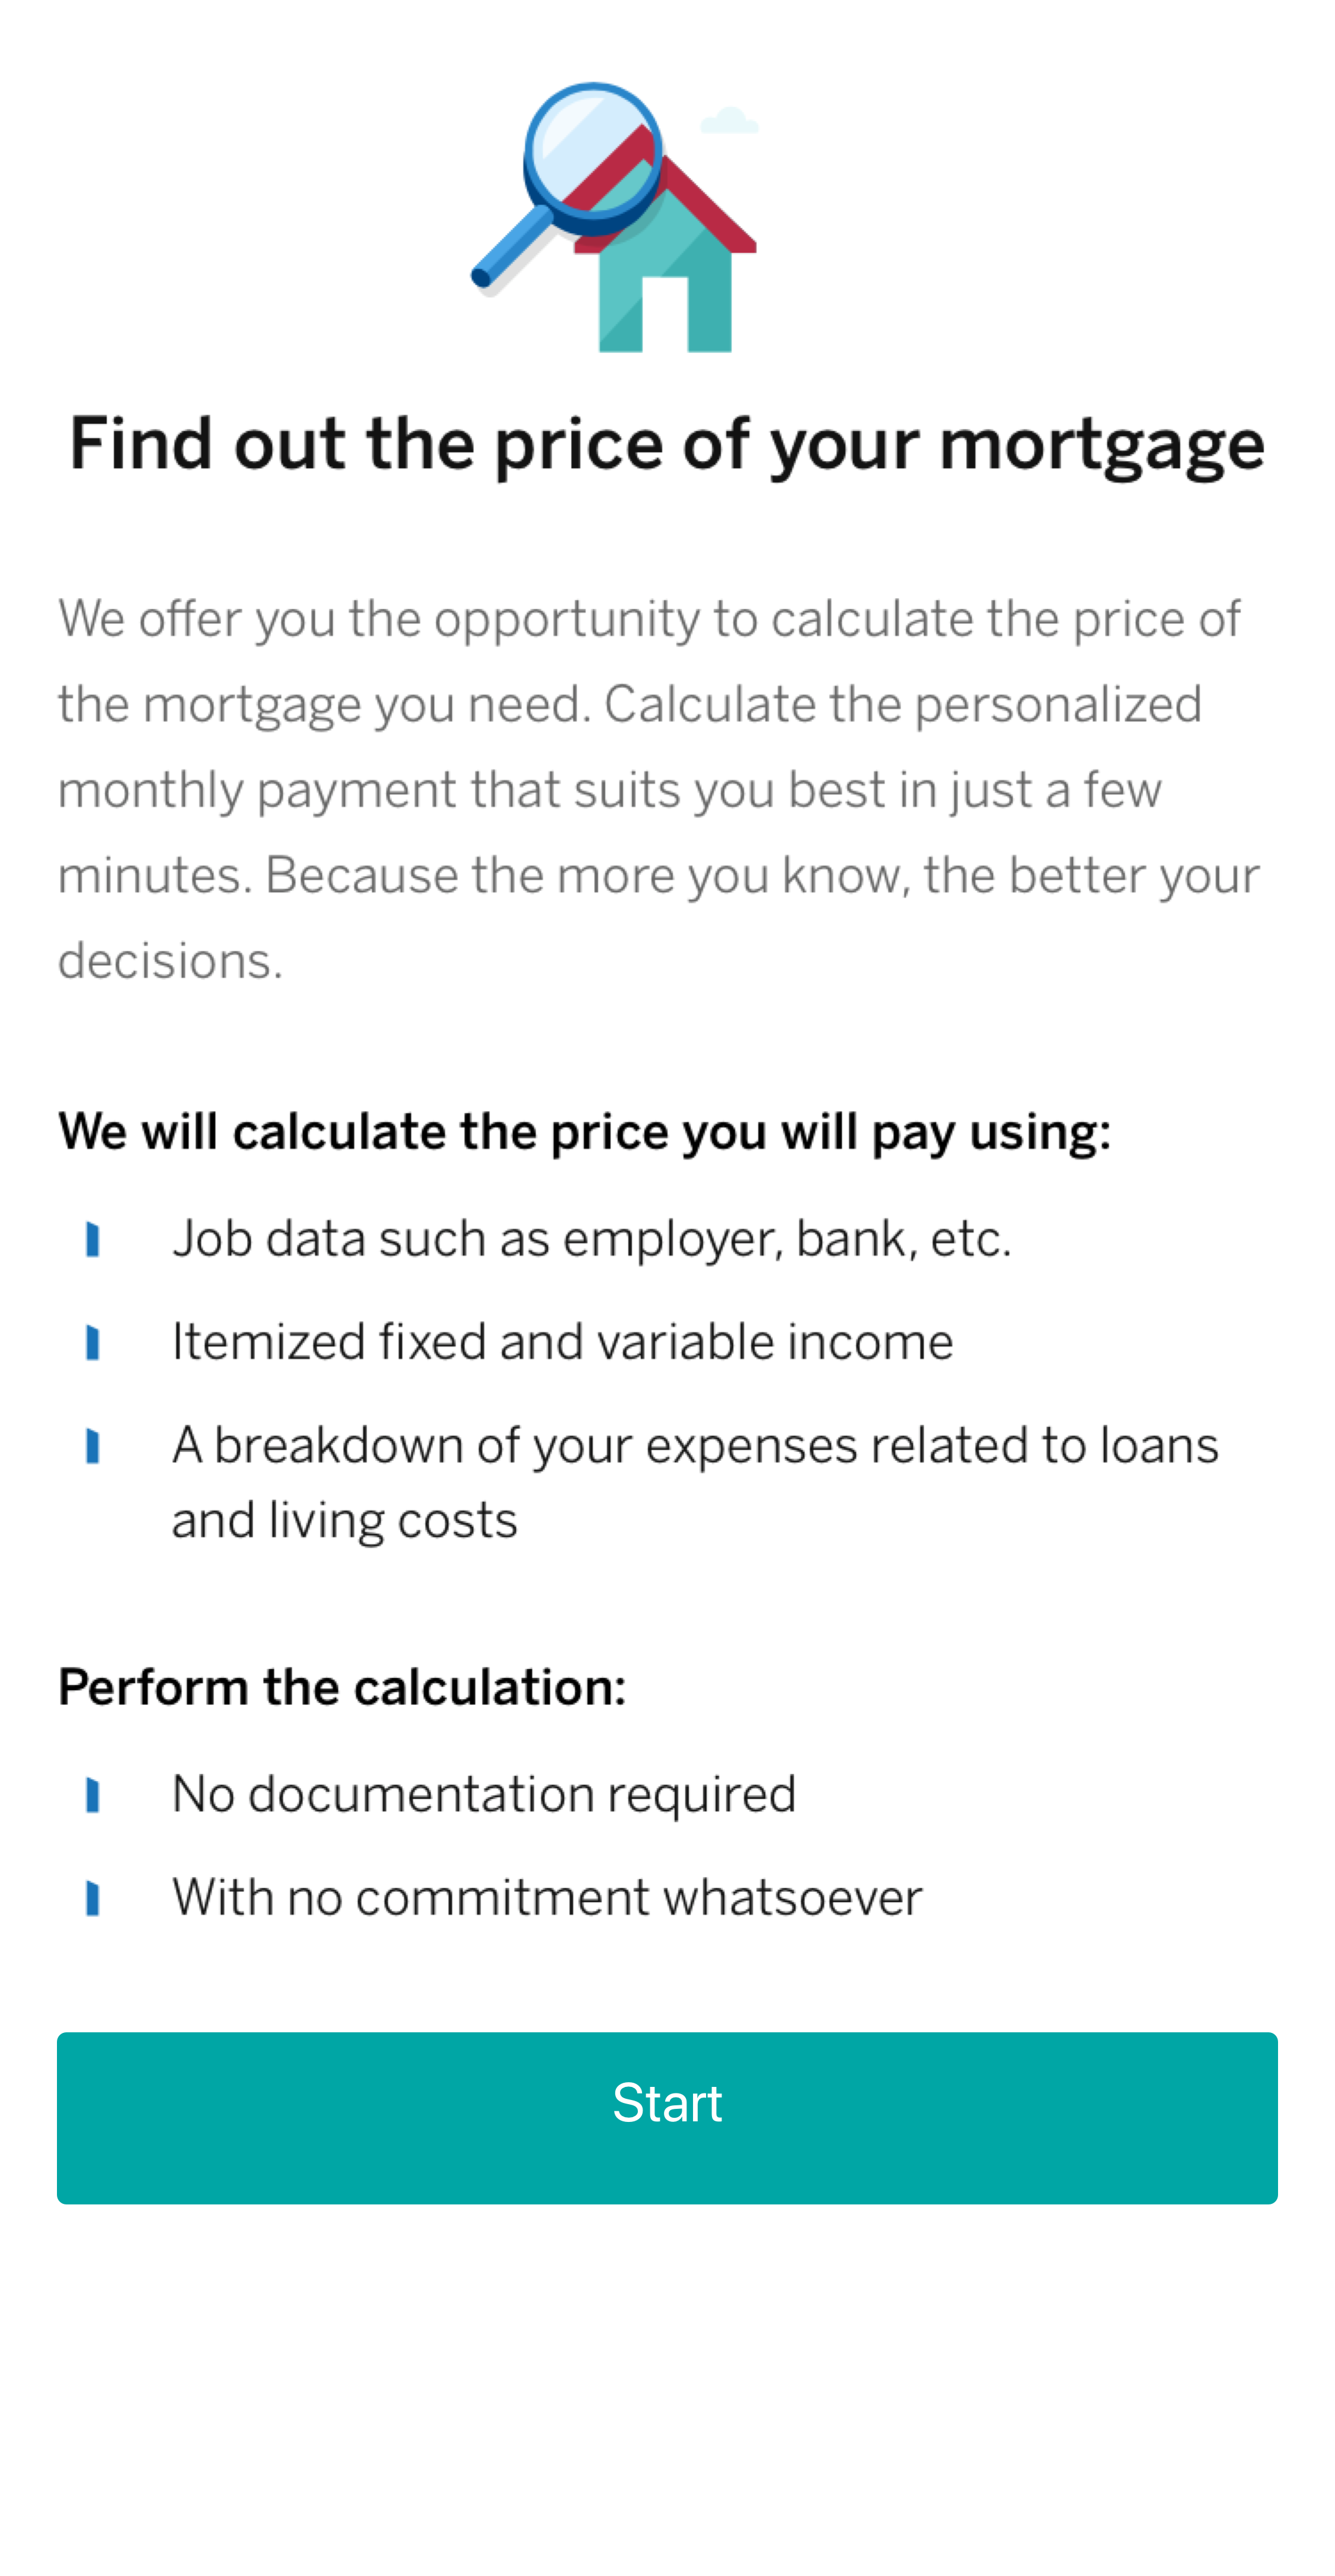 Find out the price of your mortgage
We offer you the opportunity to calculate the price of
the mortgage you need. Calculate the personalized
monthly payment that suits you best in just a few
minutes. Because the more you know, the better your
decisions.
We will calculate the price you will pay using:
Job data such as employer, bank, etc.
Itemized fixed and variable income
A breakdown of your expenses related to loans
and living costs
Perform the calculation:
No documentation required
With no commitment whatsoever
Start